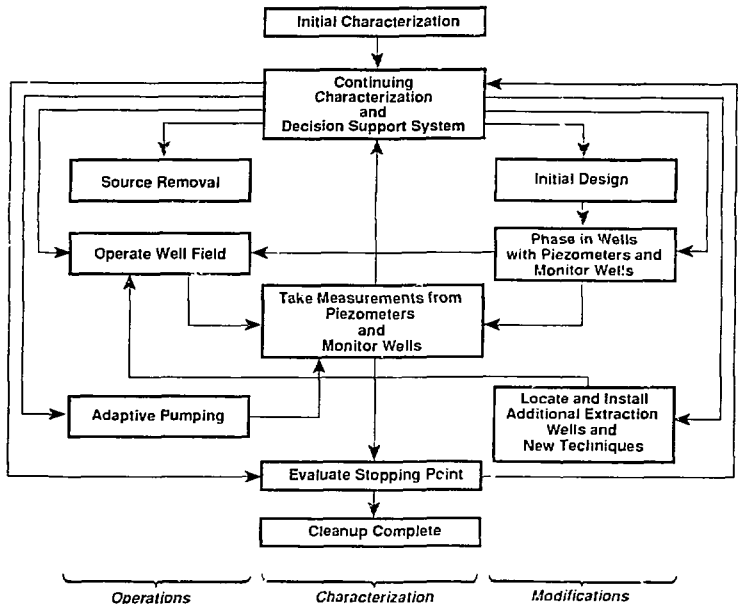 Initial Characterization
Continuing
Characterization
and
Decision Support System
Source Removal
Initial Design
Operate Well Field
Phase in Wells
with Piezometers and
Monitor Wells
Take Measurements from
Piezometers
and
Monitor Wells
Adaptive Pumping
Locate and Install
Additional Extraction
Wells and
New Techniques
Evaluate Stopping Point
Cleanup Complete
Operations
Characterization
Modifications